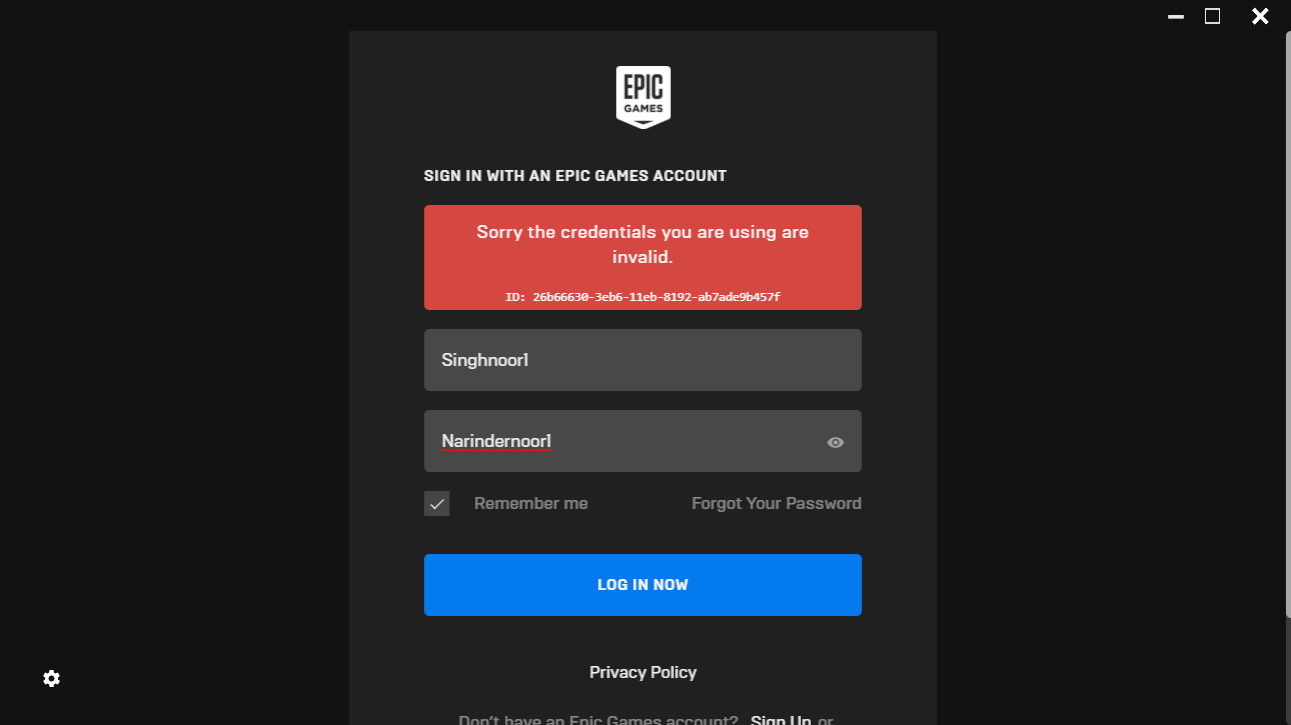 EPIC
GAMES
SIGN IN WITH AN EPIC GAMES ACCOUNT
Sorry the credentials you are using are
invalid.
ID: 26b66630-3eb6-11eb-8192-ab7ade9b457f
Singhnoor1
Narindernoor1
Remember me Forgot Your Password
LOG IN NOW
Privacy Policy
Don't have an Epic Games account? Sign Up or